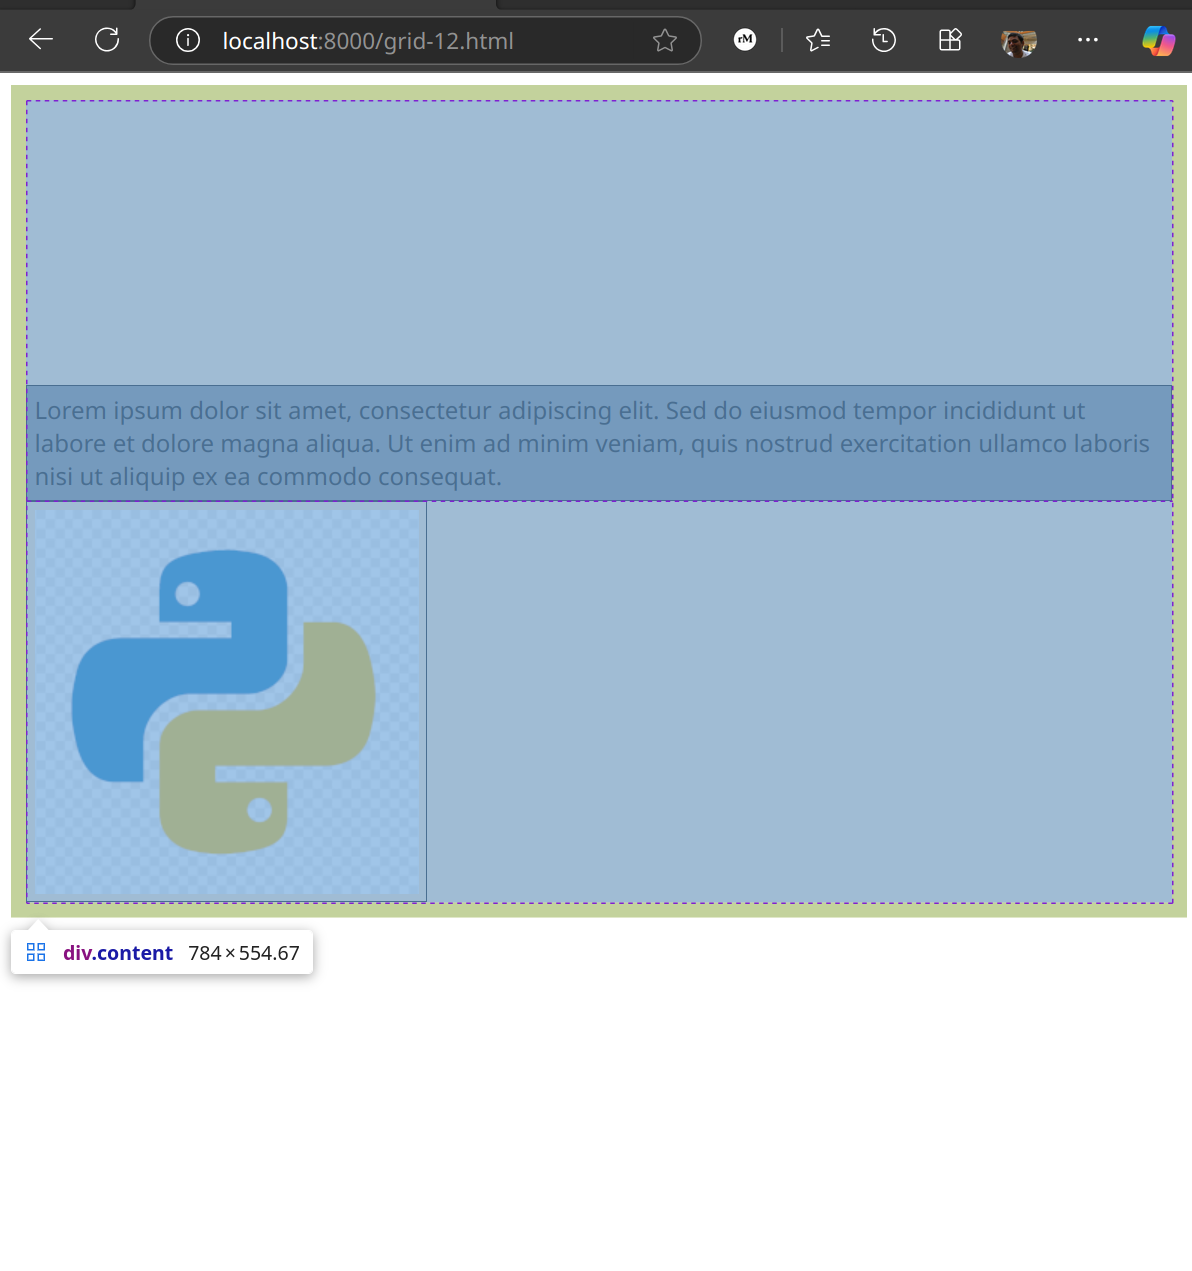 localhost:8000/grid-12.html
rM
Lorem ipsum dolor sit amet, consectetur adipiscing elit. Sed do eiusmod tempor incididunt ut
labore et dolore magna aliqua. Ut enim ad minim veniam, quis nostrud exercitation ullamco laboris
nisi ut aliquip ex ea commodo consequat.
div.content 784×554.67